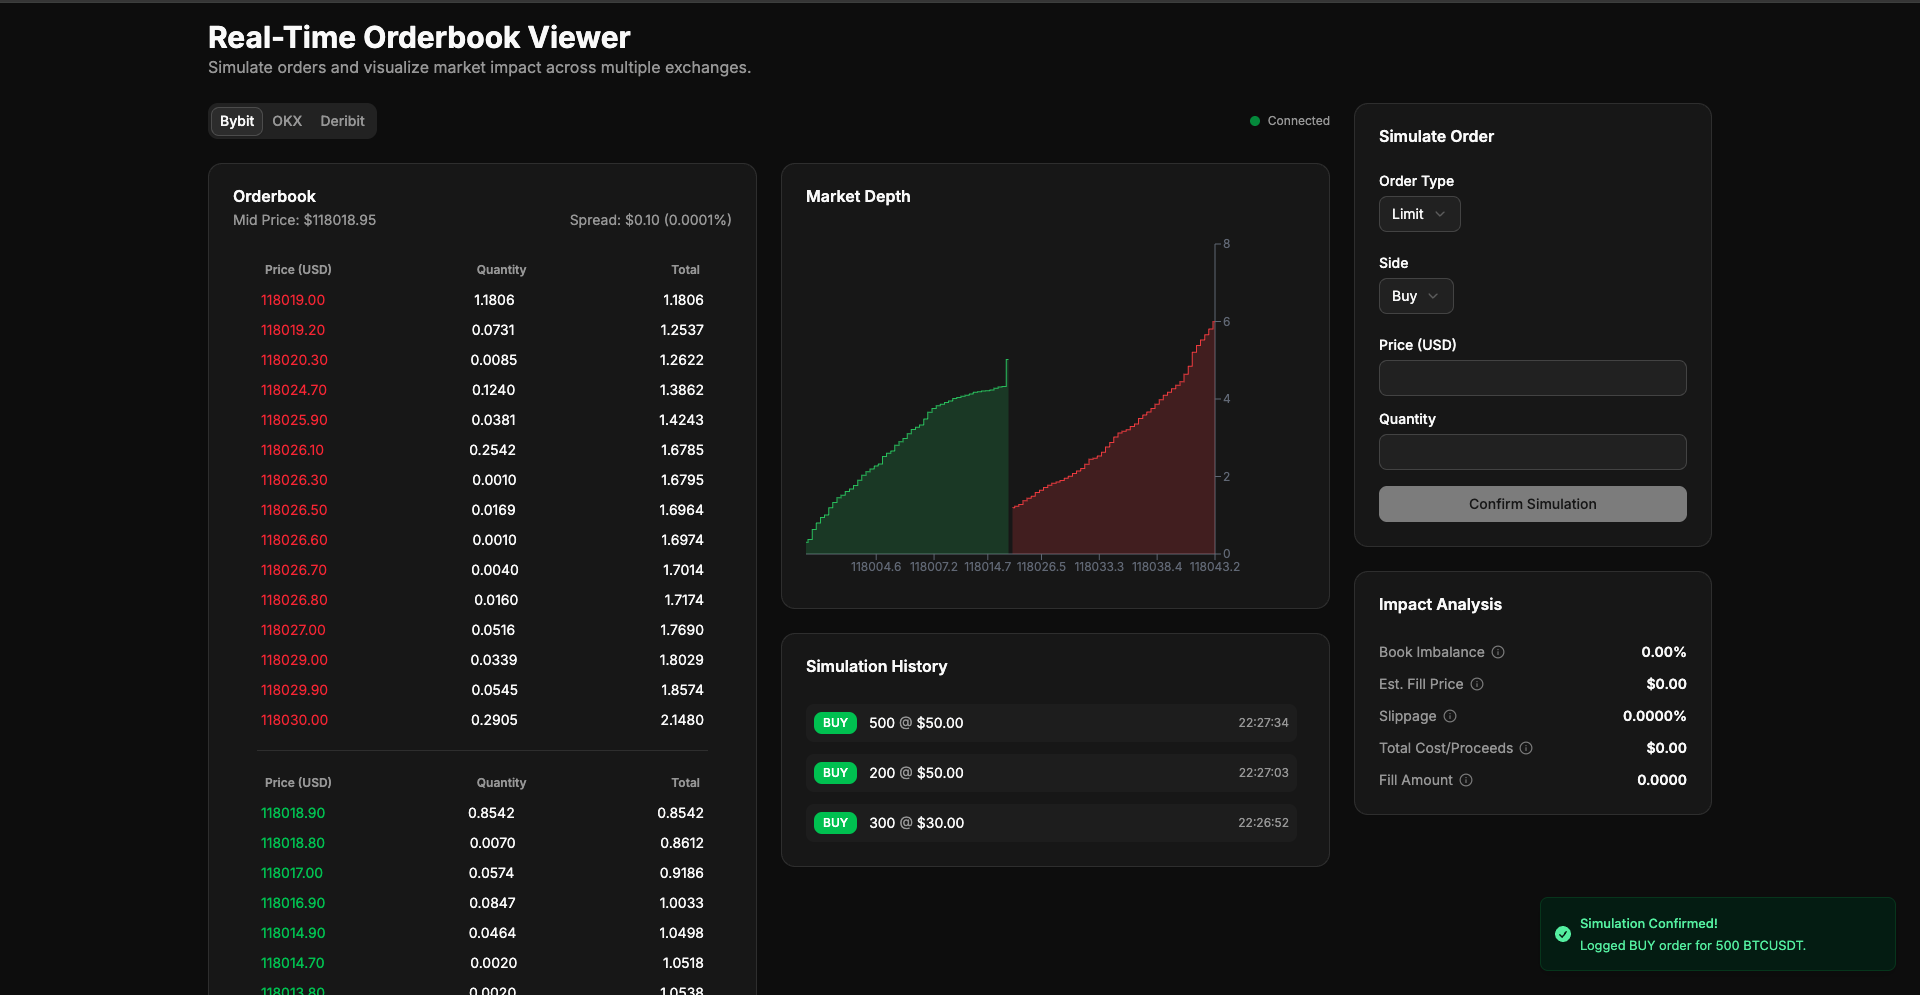 Real-Time Orderbook Viewer
Simulate orders and visualize market impact across multiple exchanges.
Bybit OKX Deribit
Connected
Orderbook
Mid Price: $118018.95 Spread: $0.10 (0.0001%)
Price (USD) Quantity Total
118019.00 1.1806 1.1806
118019.20 0.0731 1.2537
118020.30 0.0085 1.2622
118024.70 0.1240 1.3862
118025.90 0.0381 1.4243
118026.10 0.2542 1.6785
118026.30 0.0010 1.6795
118026.50 0.0169 1.6964
118026.60 0.0010 1.6974
118026.70 0.0040 1.7014
118026.80 0.0160 1.7174
118027.00 0.0516 1.7690
118029.00 0.0339 1.8029
118029.90 0.0545 1.8574
118030.00 0.2905 2.1480
Price (USD) Quantity Total
118018.90 0.8542 0.8542
118018.80 0.0070 0.8612
118017.00 0.0574 0.9186
118016.90 0.0847 1.0033
118014.90 0.0464 1.0498
118014.70 0.0020 1.0518
118013.80 0.0020 1.0538
Market Depth
8
6
4
2
0
118004.6 118007.2 118014.7 118026.5 118033.3 118038.4 118043.2
Simulation History
BUY 500 @ $50.00 22:27:34
BUY 200 @ $50.00 22:27:03
BUY 300 @ $30.00 22:26:52
Simulate Order
Order Type
Limit
Side
Buy
Price (USD)
Quantity
Confirm Simulation
Impact Analysis
Book Imbalance 0.00%
Est. Fill Price $0.00
Slippage 0.0000%
Total Cost/Proceeds $0.00
Fill Amount 0.0000
Simulation Confirmed!
Logged BUY order for 500 BTCUSDT.